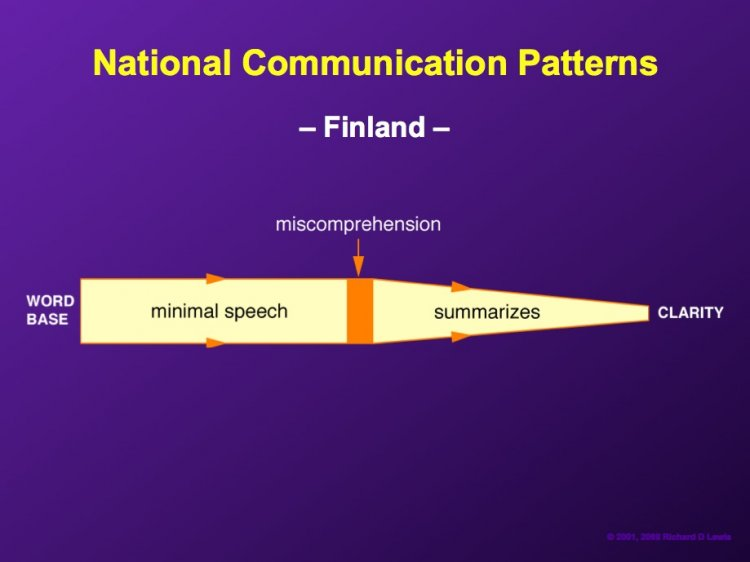 National Communication Patterns
– Finland –
miscomprehension
WORD
BASE
minimal speech
summarizes
CLARITY
© 2001, 2008 Richard D Lewis